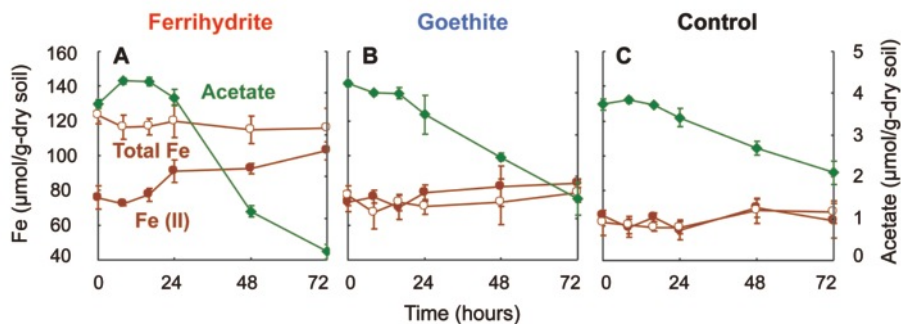 Ferrihydrite Goethite Control
A B C
Fe (µmol/g-dry soil)
160
140
120
100
80
60
40
Acetate
Total Fe
Fe (II)
5
4
3
2
1
0
Acetate (µmol/g-dry soil)
0 24 48 72 0 24 48 72 0 24 48 72
Time (hours)